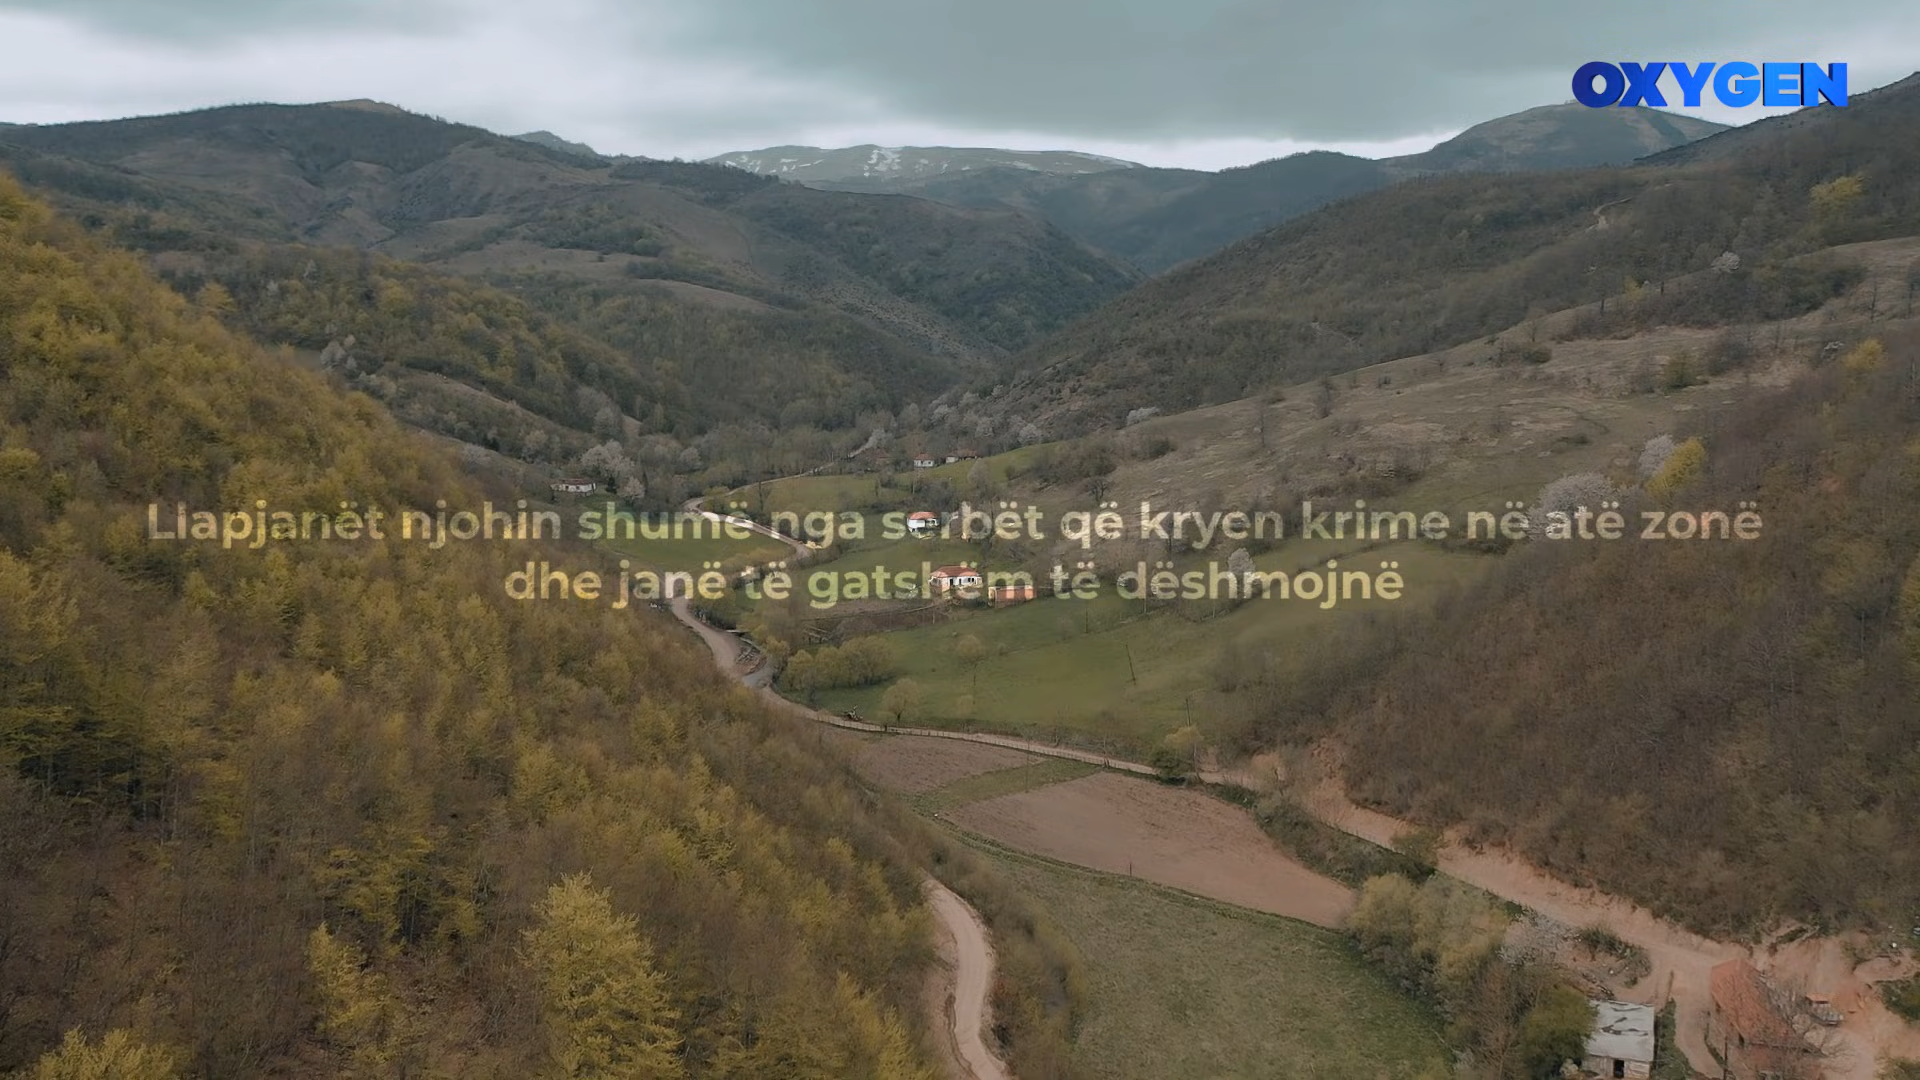 OXYGEN
Llapjanët njohin shumë nga serbët që kryen krime në atë zonë
dhe janë të gatshëm të dëshmojnë